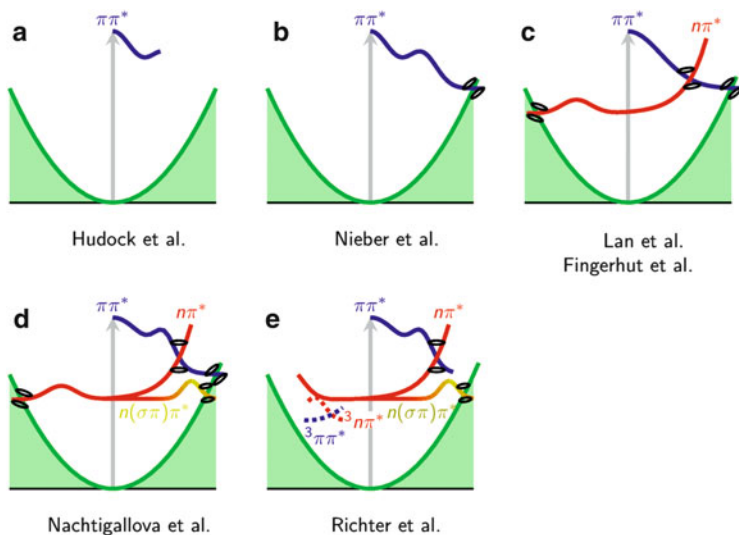 a
b
c
ππ*
ππ*
ππ*
nπ*
Hudock et al.
Nieber et al.
Lan et al.
Fingerhut et al.
d
e
ππ*
nπ*
ππ*
nπ*
n(σπ)π*
³nπ*
n(σπ)π*
³ππ*
Nachtigallova et al.
Richter et al.